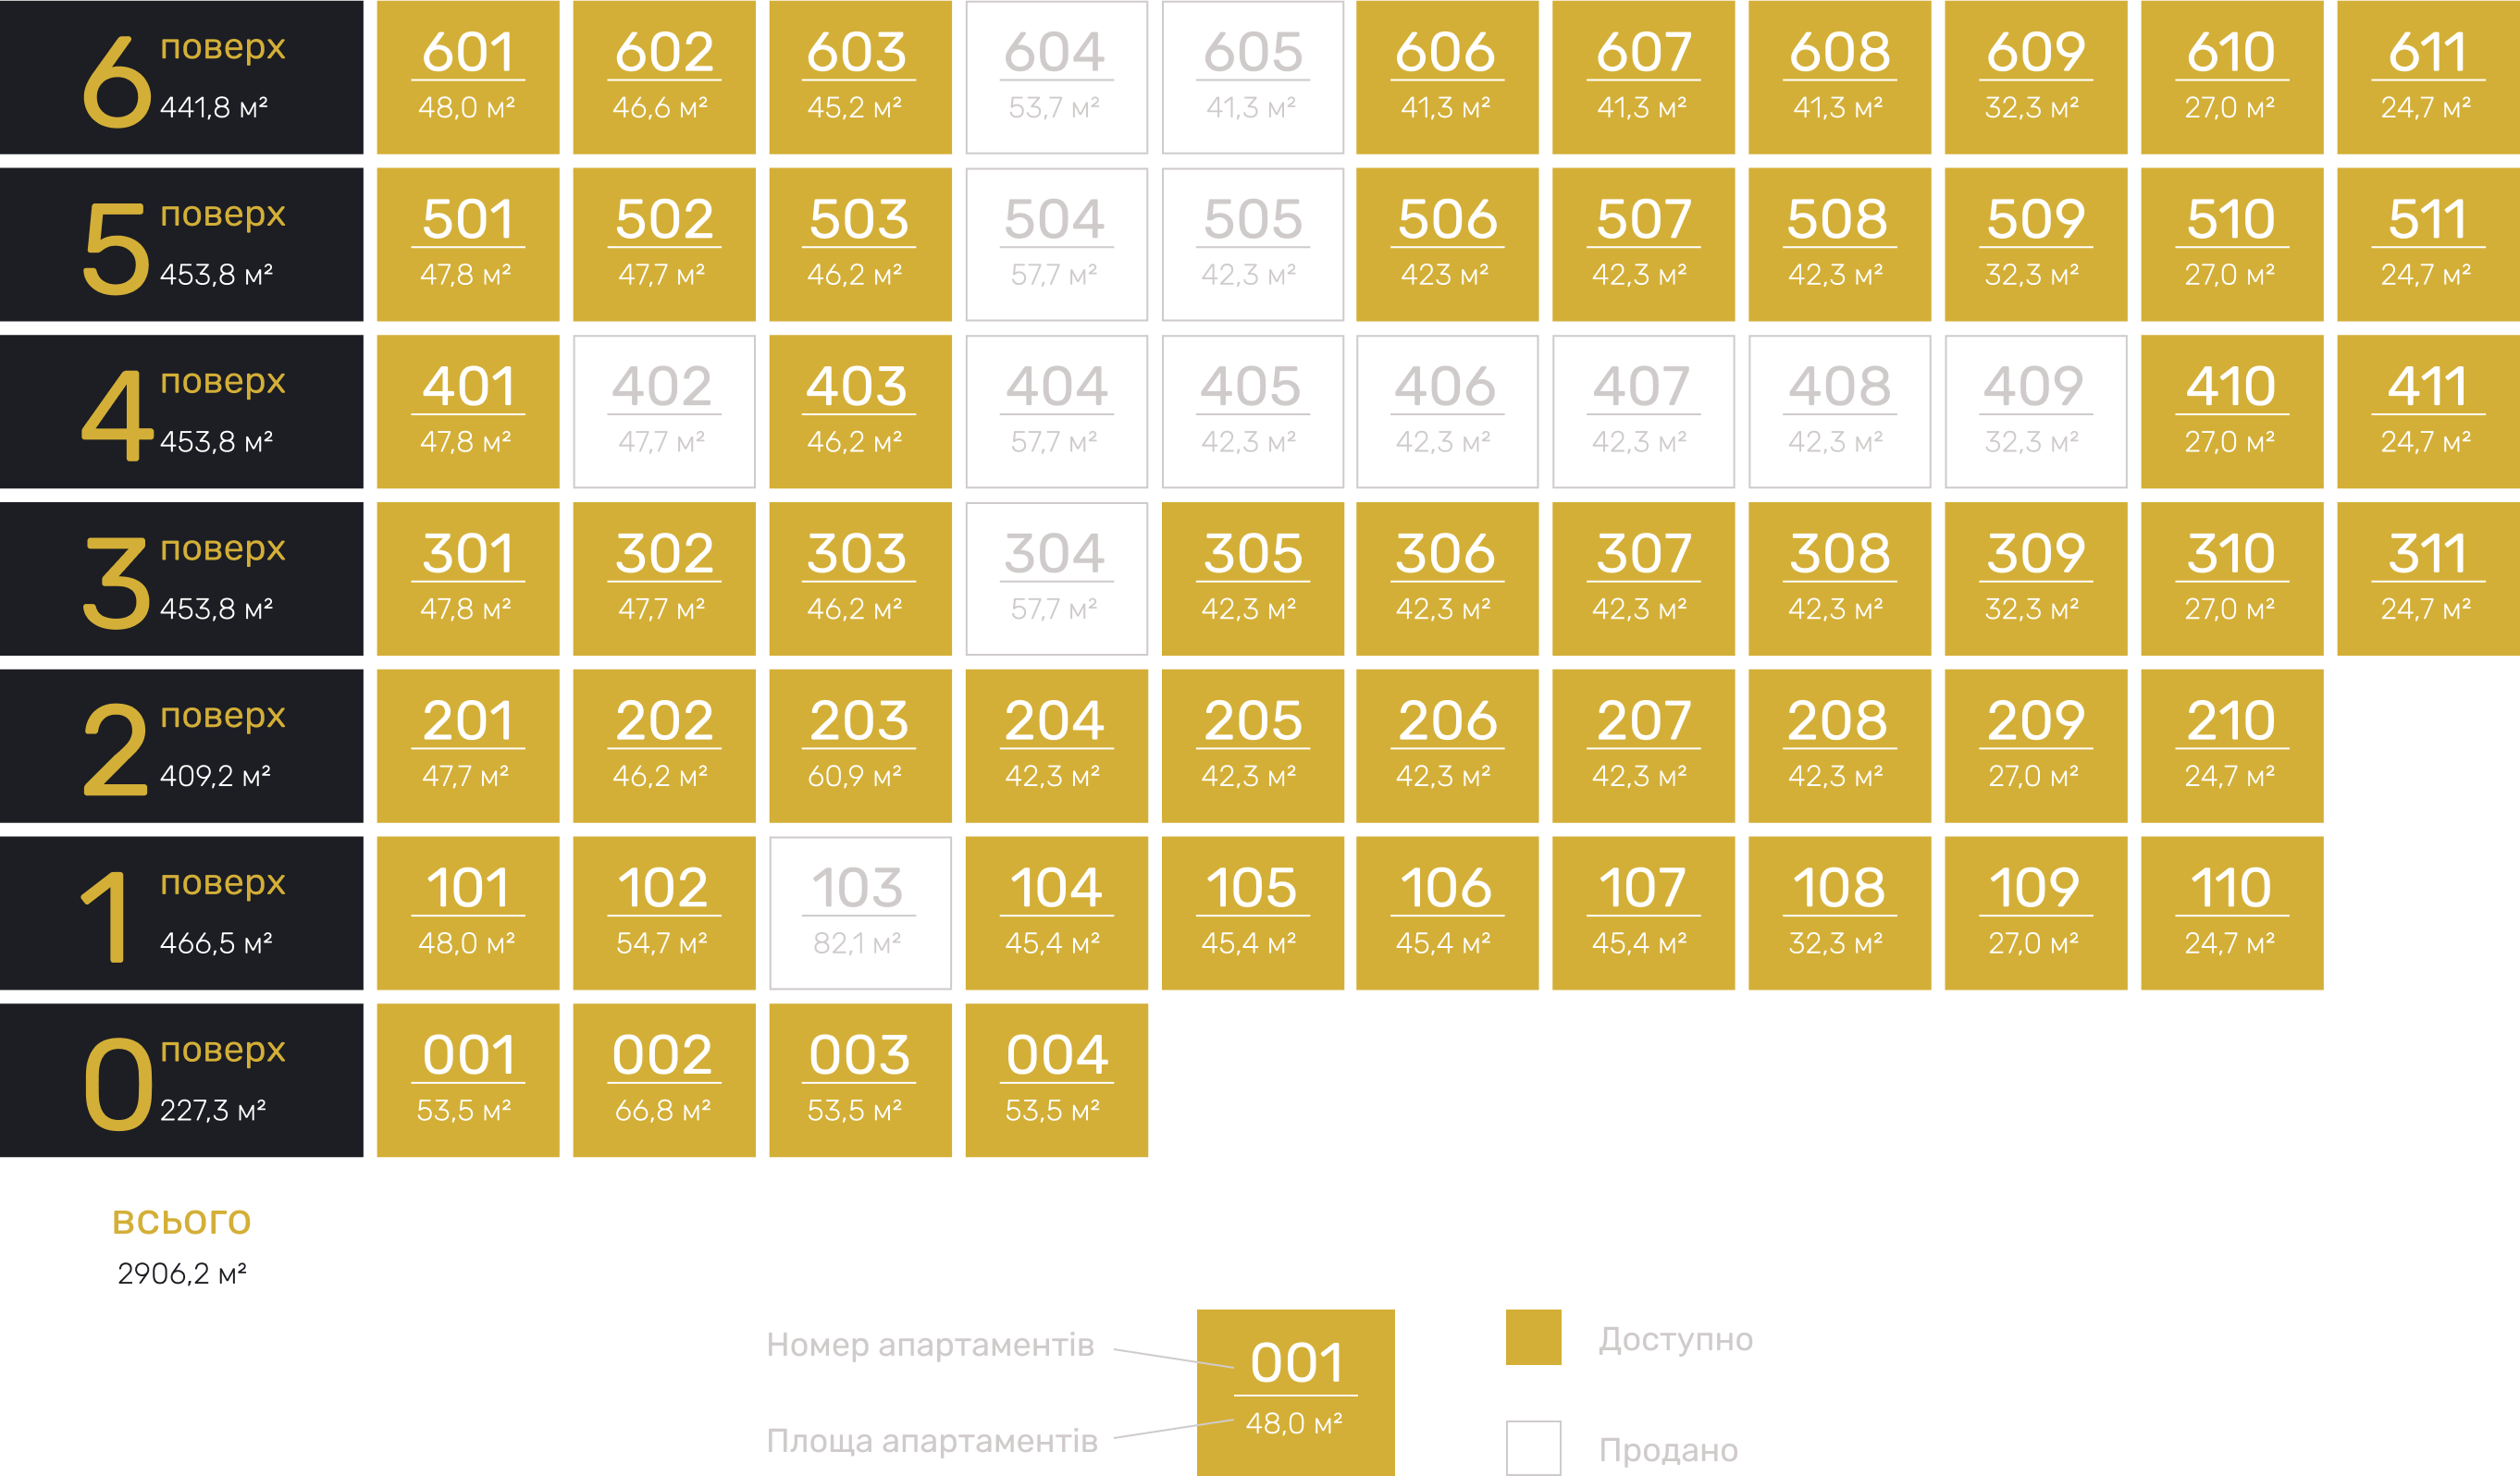 6 поверх 601 602 603 604 605 606 607 608 609 610 611
441,8 м² 48,0 м² 46,6 м² 45,2 м² 53,7 м² 41,3 м² 41,3 м² 41,3 м² 41,3 м² 32,3 м² 27,0 м² 24,7 м²
5 поверх 501 502 503 504 505 506 507 508 509 510 511
453,8 м² 47,8 м² 47,7 м² 46,2 м² 57,7 м² 42,3 м² 423 м² 42,3 м² 42,3 м² 32,3 м² 27,0 м² 24,7 м²
4 поверх 401 402 403 404 405 406 407 408 409 410 411
453,8 м² 47,8 м² 47,7 м² 46,2 м² 57,7 м² 42,3 м² 42,3 м² 42,3 м² 42,3 м² 32,3 м² 27,0 м² 24,7 м²
3 поверх 301 302 303 304 305 306 307 308 309 310 311
453,8 м² 47,8 м² 47,7 м² 46,2 м² 57,7 м² 42,3 м² 42,3 м² 42,3 м² 42,3 м² 32,3 м² 27,0 м² 24,7 м²
2 поверх 201 202 203 204 205 206 207 208 209 210
409,2 м² 47,7 м² 46,2 м² 60,9 м² 42,3 м² 42,3 м² 42,3 м² 42,3 м² 42,3 м² 27,0 м² 24,7 м²
1 поверх 101 102 103 104 105 106 107 108 109 110
466,5 м² 48,0 м² 54,7 м² 82,1 м² 45,4 м² 45,4 м² 45,4 м² 45,4 м² 32,3 м² 27,0 м² 24,7 м²
0 поверх 001 002 003 004
227,3 м² 53,5 м² 66,8 м² 53,5 м² 53,5 м²
всього
2906,2 м²
Номер апартаментів 001 Доступно
Площа апартаментів 48,0 м² Продано